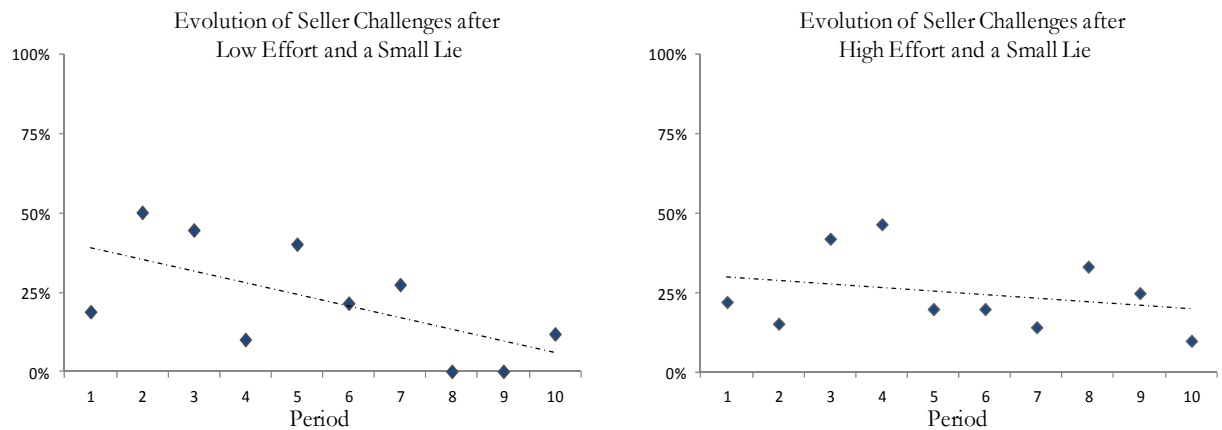 Evolution of Seller Challenges after
Low Effort and a Small Lie
100%
75%
50%
25%
0%
1 2 3 4 5 6 7 8 9 10
Period
Evolution of Seller Challenges after
High Effort and a Small Lie
100%
75%
50%
25%
0%
1 2 3 4 5 6 7 8 9 10
Period